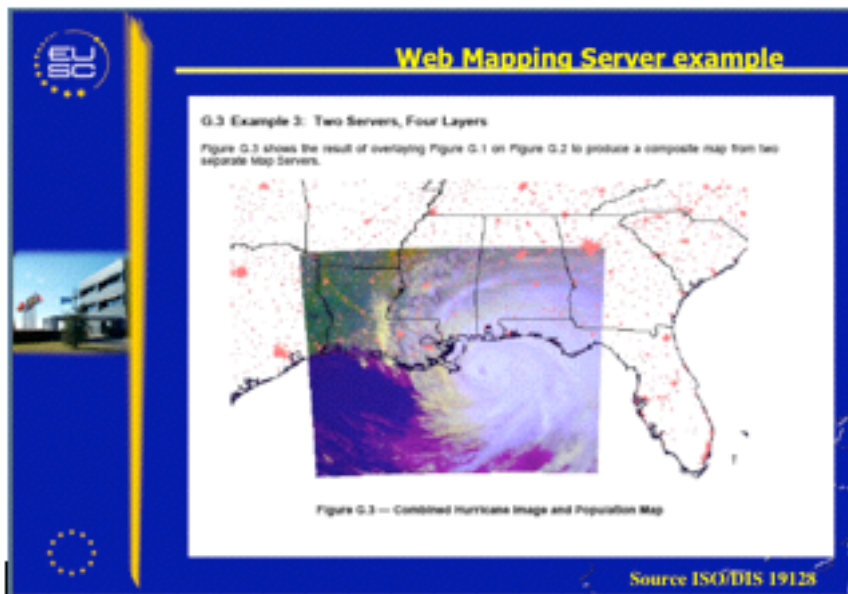 EU
SC
Web Mapping Server example
G.3 Example 3: Two Servers, Four Layers
Figure G.3 shows the result of overlaying Figure G.1 on Figure G.2 to produce a composite map from two
separate Map Servers.
Figure G.3 — Combined Hurricane Image and Population Map
Source ISO/DIS 19128